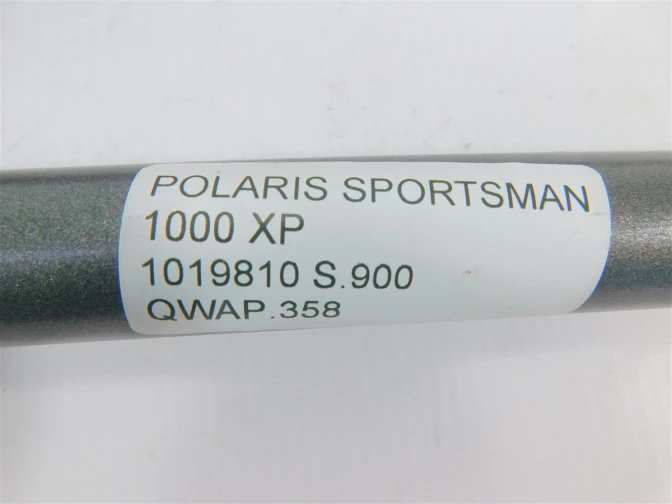 POLARIS SPORTSMAN
1000 XP
1019810 S.900
QWAP.358